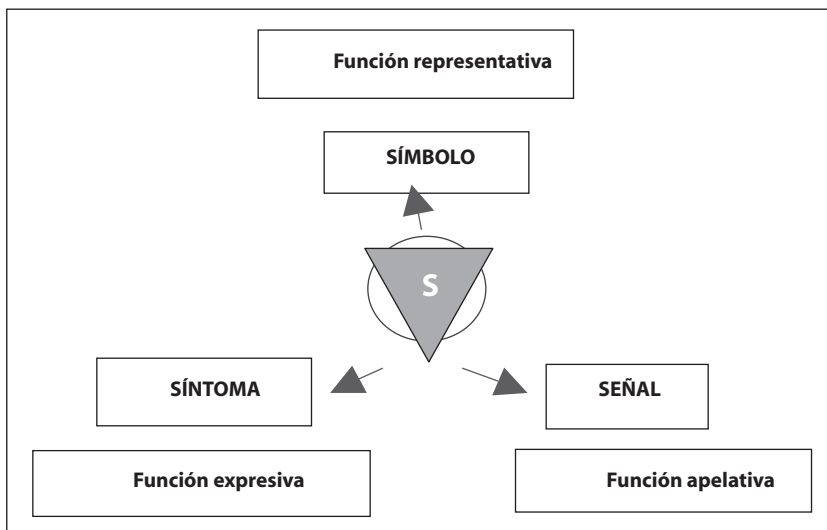 Función representativa
SÍMBOLO
S
SÍNTOMA
SEÑAL
Función expresiva
Función apelativa